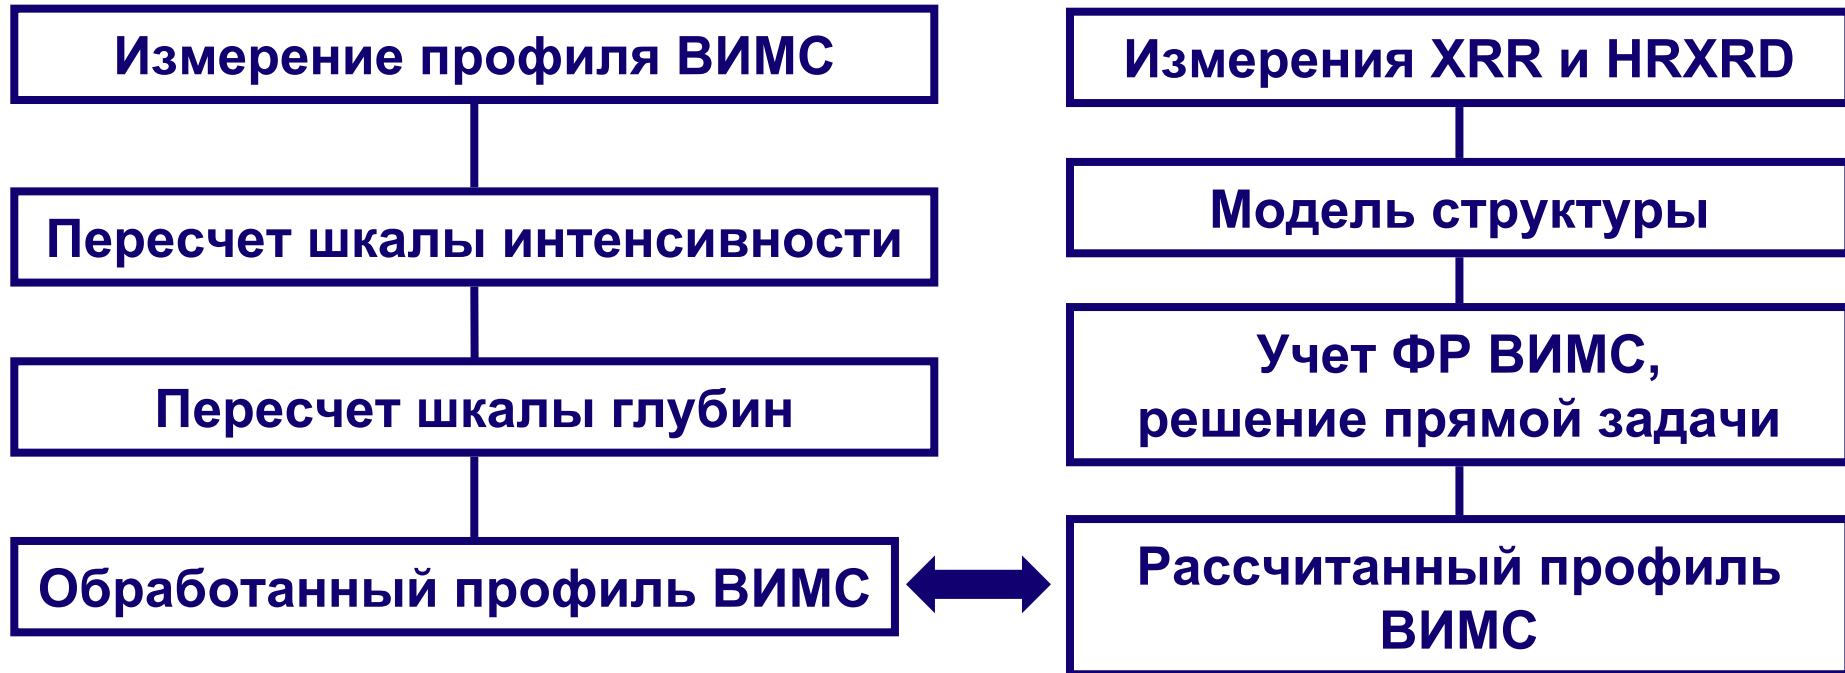 Измерение профиля ВИМС
Пересчет шкалы интенсивности
Пересчет шкалы глубин
Обработанный профиль ВИМС
Измерения XRR и HRXRD
Модель структуры
Учет ФР ВИМС,
решение прямой задачи
Рассчитанный профиль
ВИМС